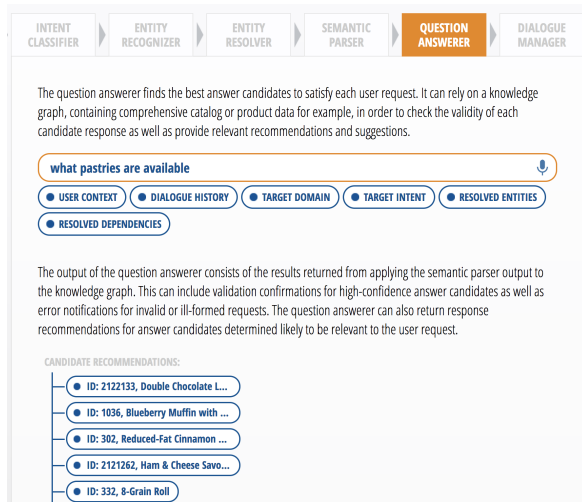 INTENT CLASSIFIER
ENTITY RECOGNIZER
ENTITY RESOLVER
SEMANTIC PARSER
QUESTION ANSWERER
DIALOGUE MANAGER
The question answerer finds the best answer candidates to satisfy each user request. It can rely on a knowledge
graph, containing comprehensive catalog or product data for example, in order to check the validity of each
candidate response as well as provide relevant recommendations and suggestions.
what pastries are available
USER CONTEXT DIALOGUE HISTORY TARGET DOMAIN TARGET INTENT RESOLVED ENTITIES
RESOLVED DEPENDENCIES
The output of the question answerer consists of the results returned from applying the semantic parser output to
the knowledge graph. This can include validation confirmations for high-confidence answer candidates as well as
error notifications for invalid or ill-formed requests. The question answerer can also return response
recommendations for answer candidates determined likely to be relevant to the user request.
CANDIDATE RECOMMENDATIONS:
ID: 2122133, Double Chocolate L...
ID: 1036, Blueberry Muffin with ...
ID: 302, Reduced-Fat Cinnamon ...
ID: 2121262, Ham & Cheese Savo...
ID: 332, 8-Grain Roll